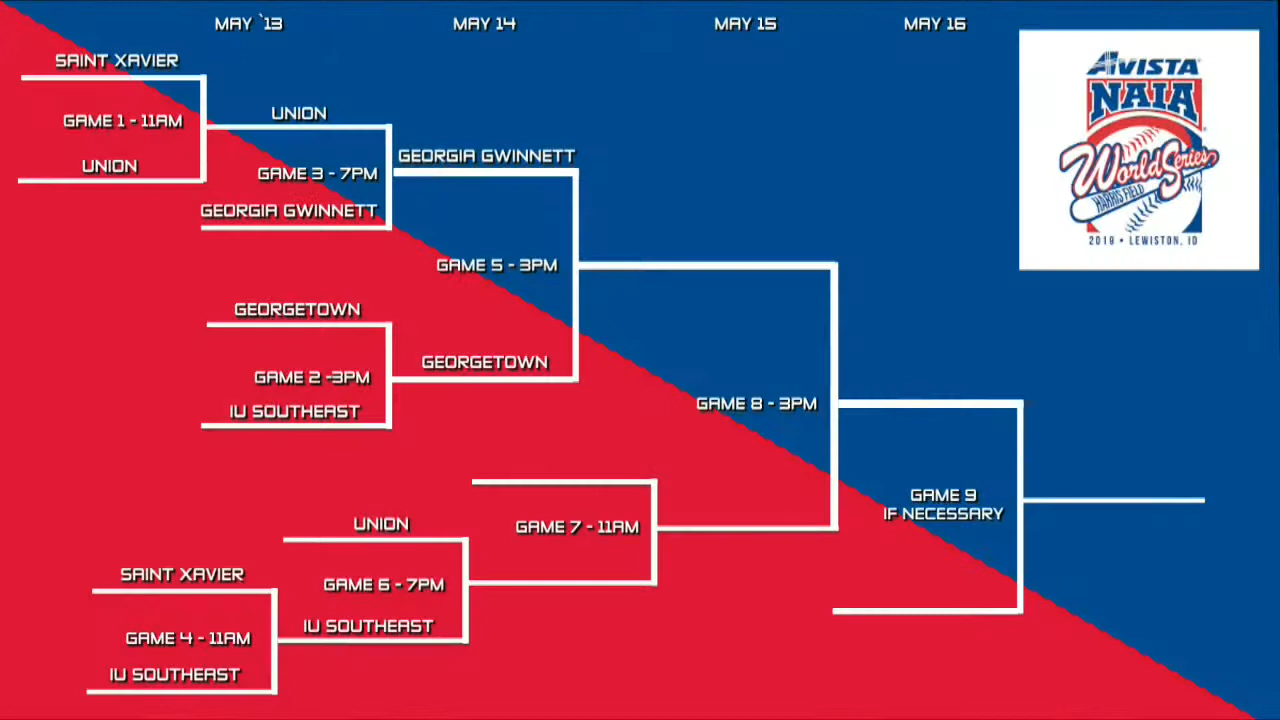 MAY `13
MAY 14
MAY 15
MAY 16
SAINT XAVIER
GAME 1 - 11AM
UNION
UNION
GAME 3 - 7PM
GEORGIA GWINNETT
GEORGIA GWINNETT
GAME 5 - 3PM
GEORGETOWN
GAME 2 -3PM
IU SOUTHEAST
GEORGETOWN
GAME 8 - 3PM
GAME 9
IF NECESSARY
GAME 7 - 11AM
UNION
GAME 6 - 7PM
IU SOUTHEAST
SAINT XAVIER
GAME 4 - 11AM
IU SOUTHEAST
AVISTA
NAIA
World Series
HARRIS FIELD
2019 • LEWISTON, ID